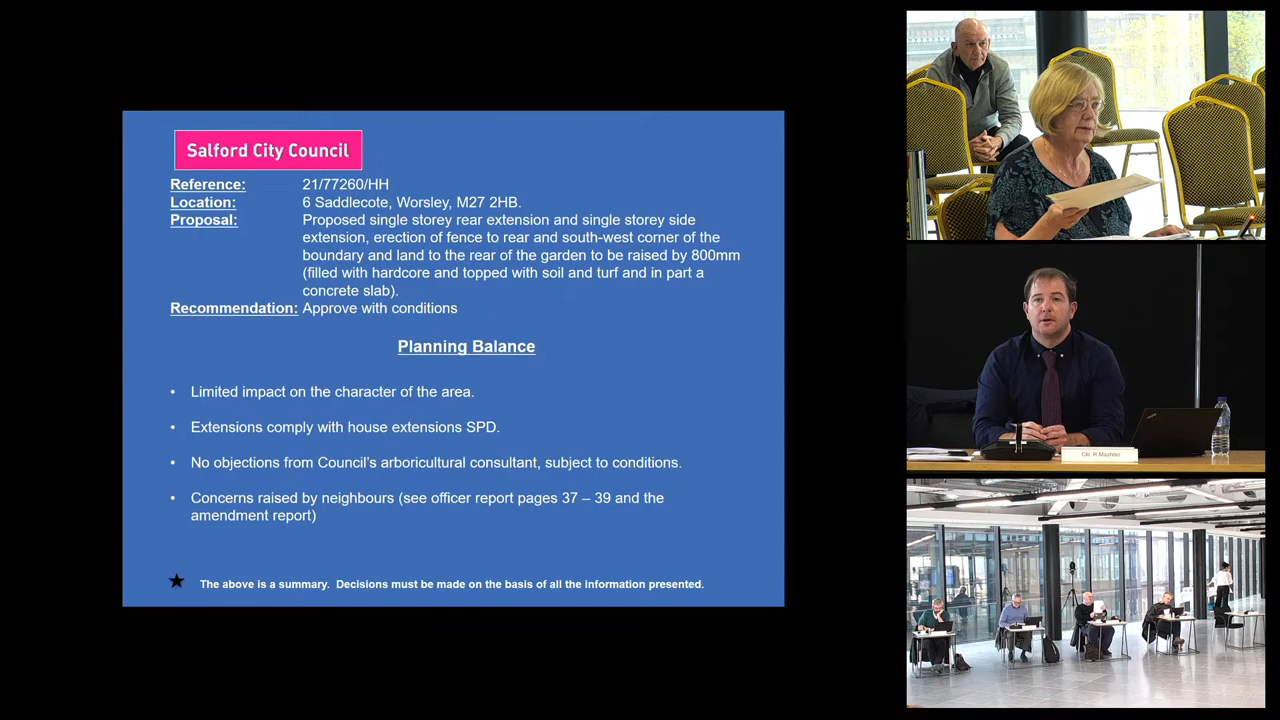 Salford City Council
Reference: 21/77260/HH
Location: 6 Saddlecote, Worsley, M27 2HB.
Proposal: Proposed single storey rear extension and single storey side
extension, erection of fence to rear and south-west corner of the
boundary and land to the rear of the garden to be raised by 800mm
(filled with hardcore and topped with soil and turf and in part a
concrete slab).
Recommendation: Approve with conditions
Planning Balance
• Limited impact on the character of the area.
• Extensions comply with house extensions SPD.
• No objections from Council's arboricultural consultant, subject to conditions.
• Concerns raised by neighbours (see officer report pages 37 – 39 and the
amendment report)
★ The above is a summary. Decisions must be made on the basis of all the information presented.
Cllr. R Mashiter